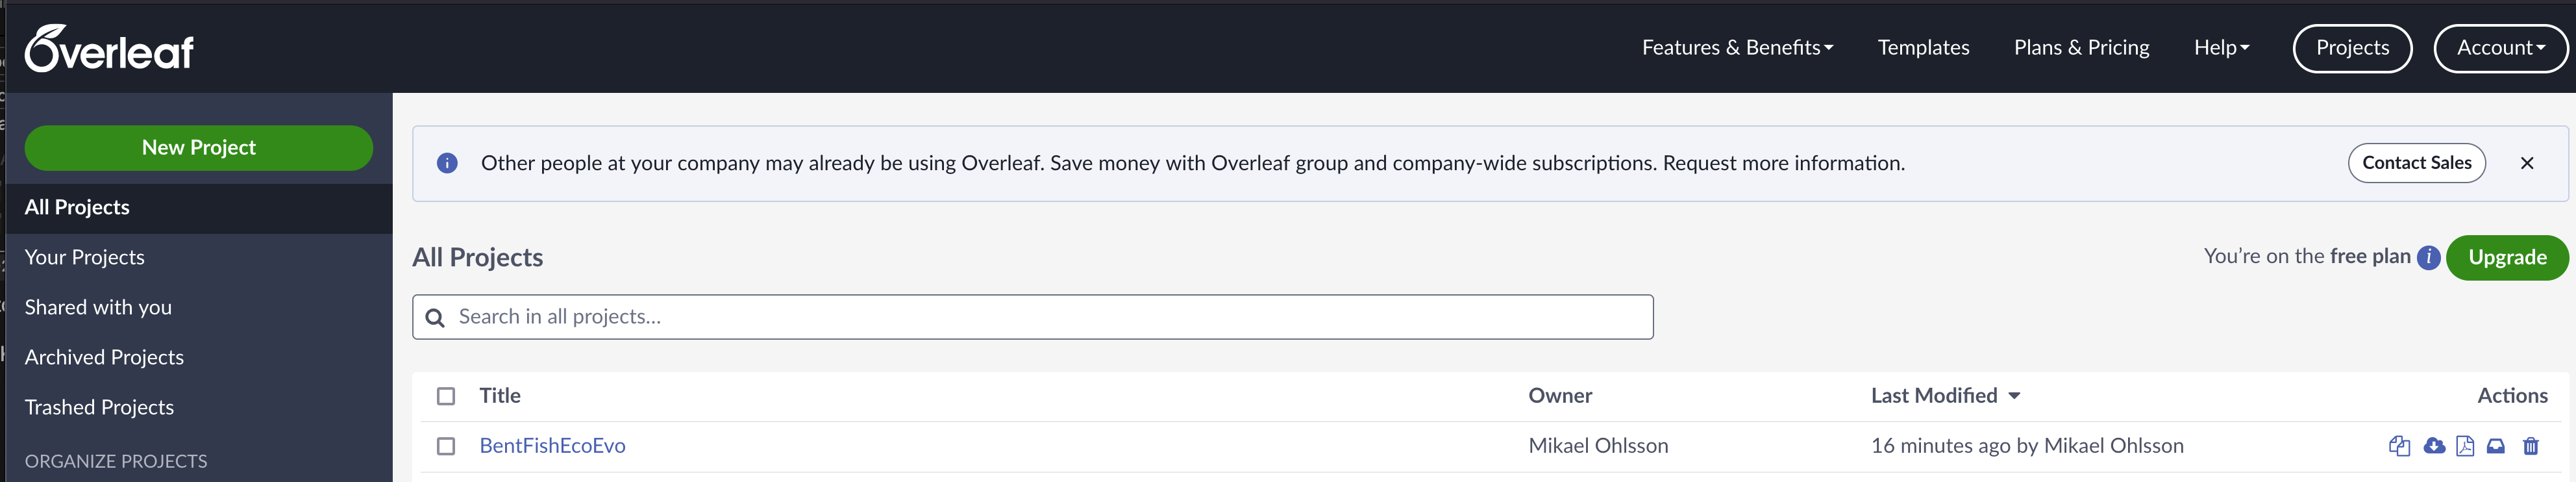 Overleaf
Features & Benefits
Templates
Plans & Pricing
Help
Projects
Account
New Project
All Projects
Your Projects
Shared with you
Archived Projects
Trashed Projects
ORGANIZE PROJECTS
Other people at your company may already be using Overleaf. Save money with Overleaf group and company-wide subscriptions. Request more information.
Contact Sales
All Projects
You’re on the free plan
Upgrade
Search in all projects...
Title Owner Last Modified Actions
BentFishEcoEvo Mikael Ohlsson 16 minutes ago by Mikael Ohlsson